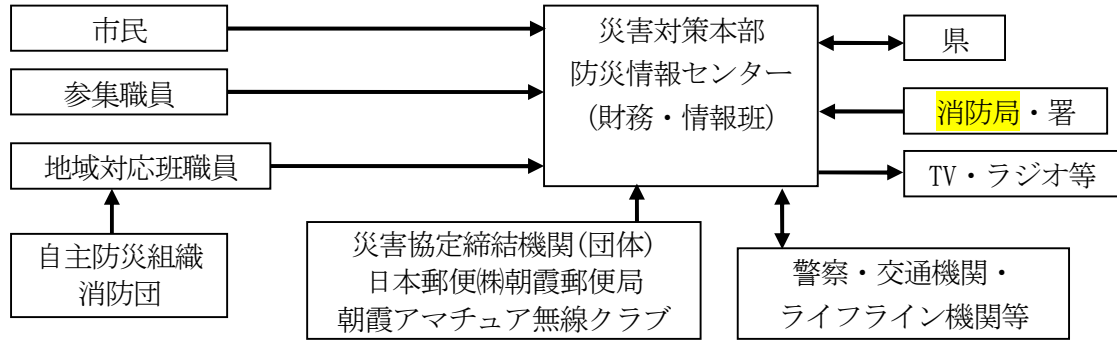 市民
参集職員
地域対応班職員
自主防災組織
消防団
災害対策本部
防災情報センター
(財務・情報班)
災害協定締結機関(団体)
日本郵便㈱朝霞郵便局
朝霞アマチュア無線クラブ
県
消防局・署
TV・ラジオ等
警察・交通機関・
ライフライン機関等